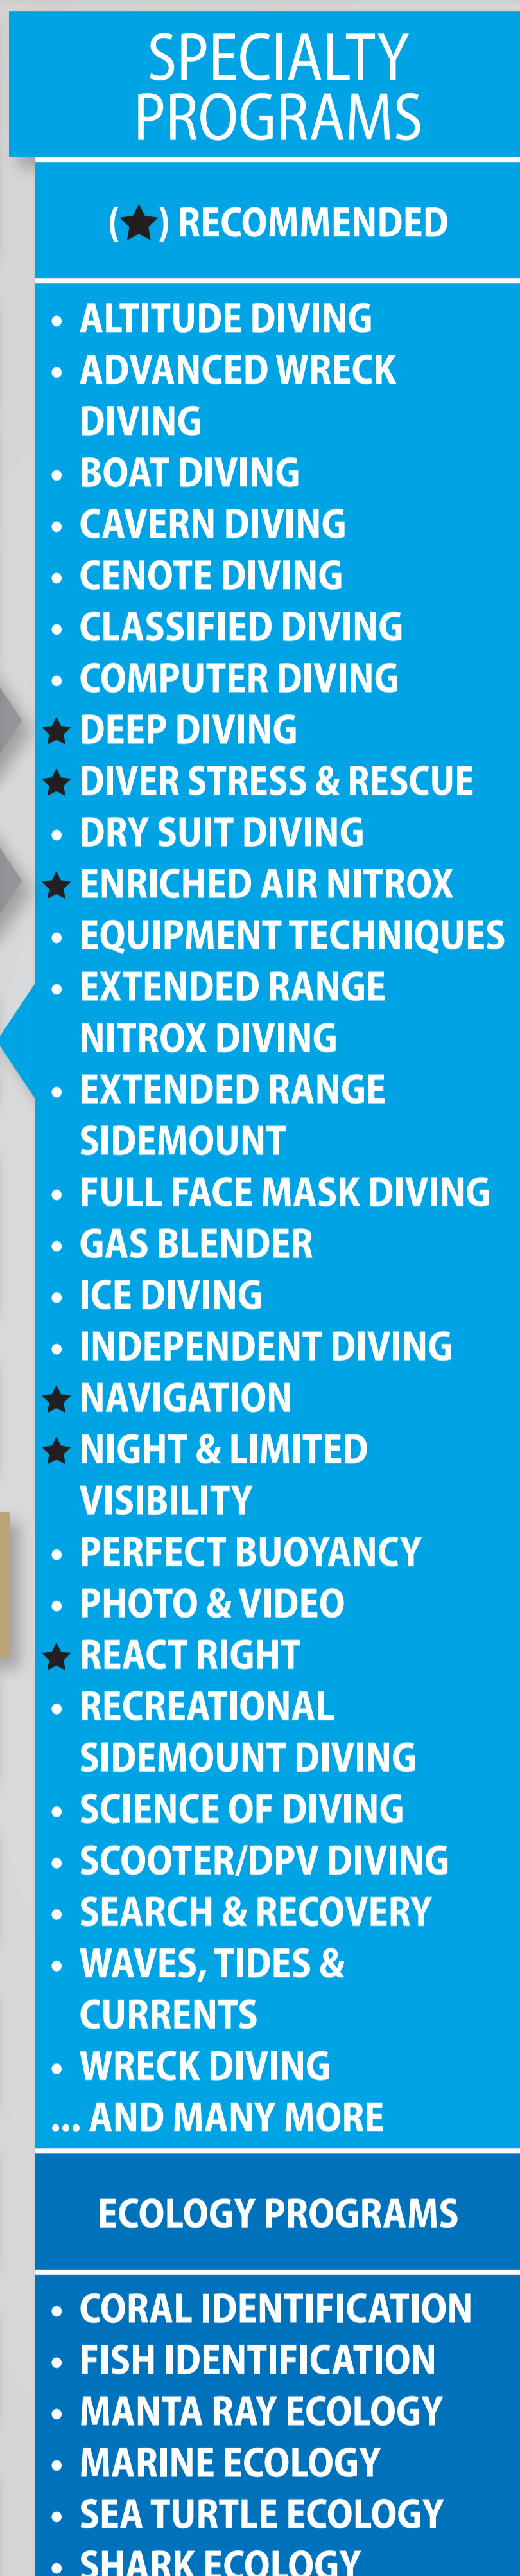 SPECIALTY
PROGRAMS
(★) RECOMMENDED
• ALTITUDE DIVING
• ADVANCED WRECK
DIVING
• BOAT DIVING
• CAVERN DIVING
• CENOTE DIVING
• CLASSIFIED DIVING
• COMPUTER DIVING
★ DEEP DIVING
★ DIVER STRESS & RESCUE
• DRY SUIT DIVING
★ ENRICHED AIR NITROX
• EQUIPMENT TECHNIQUES
• EXTENDED RANGE
NITROX DIVING
• EXTENDED RANGE
SIDEMOUNT
• FULL FACE MASK DIVING
• GAS BLENDER
• ICE DIVING
• INDEPENDENT DIVING
★ NAVIGATION
★ NIGHT & LIMITED
VISIBILITY
• PERFECT BUOYANCY
• PHOTO & VIDEO
★ REACT RIGHT
• RECREATIONAL
SIDEMOUNT DIVING
• SCIENCE OF DIVING
• SCOOTER/DPV DIVING
• SEARCH & RECOVERY
• WAVES, TIDES &
CURRENTS
• WRECK DIVING
... AND MANY MORE
ECOLOGY PROGRAMS
• CORAL IDENTIFICATION
• FISH IDENTIFICATION
• MANTA RAY ECOLOGY
• MARINE ECOLOGY
• SEA TURTLE ECOLOGY
• SHARK ECOLOGY